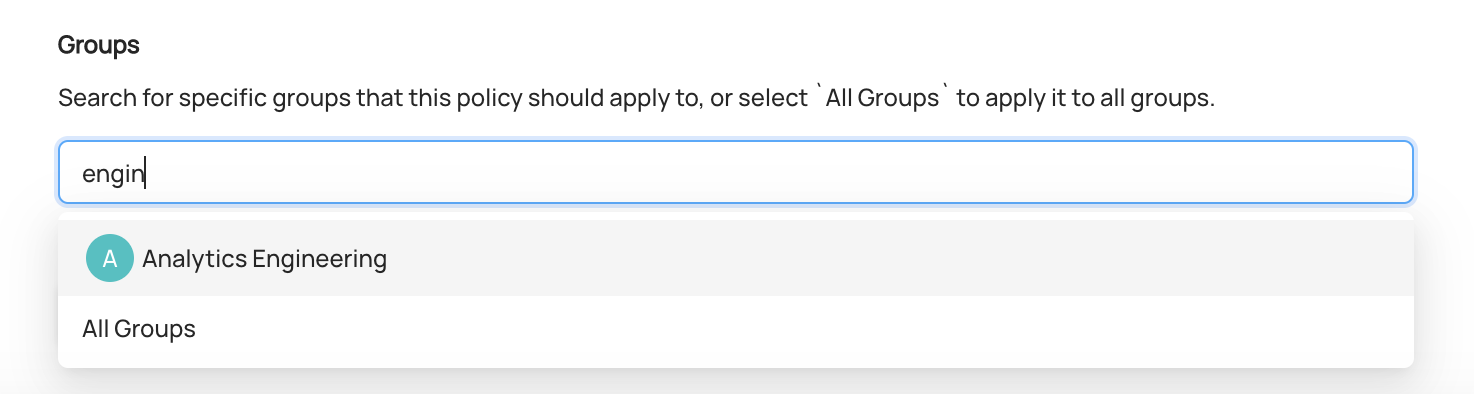 Groups
Search for specific groups that this policy should apply to, or select `All Groups` to apply it to all groups.
engin
A Analytics Engineering
All Groups